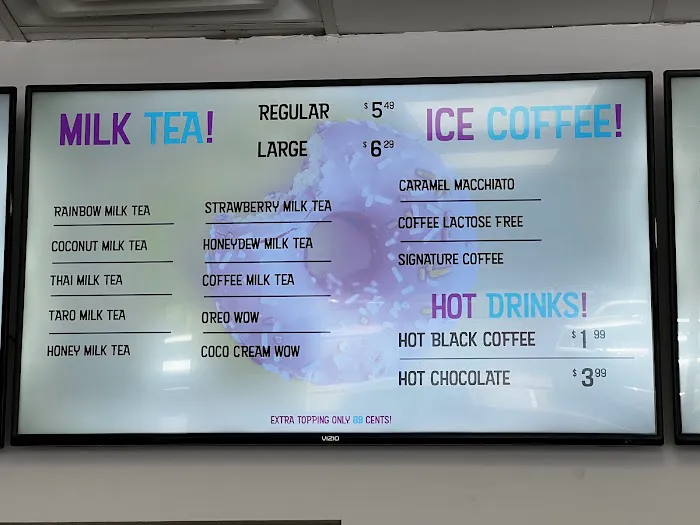 MILK TEA!
REGULAR $5.49
LARGE $6.29
RAINBOW MILK TEA
COCONUT MILK TEA
THAI MILK TEA
TARO MILK TEA
HONEY MILK TEA
STRAWBERRY MILK TEA
HONEYDEW MILK TEA
COFFEE MILK TEA
OREO WOW
COCO CREAM WOW
ICE COFFEE!
CARAMEL MACCHIATO
COFFEE LACTOSE FREE
SIGNATURE COFFEE
HOT DRINKS!
HOT BLACK COFFEE $1 99
HOT CHOCOLATE $3 99
EXTRA TOPPING ONLY 89 CENTS!
VIZIO